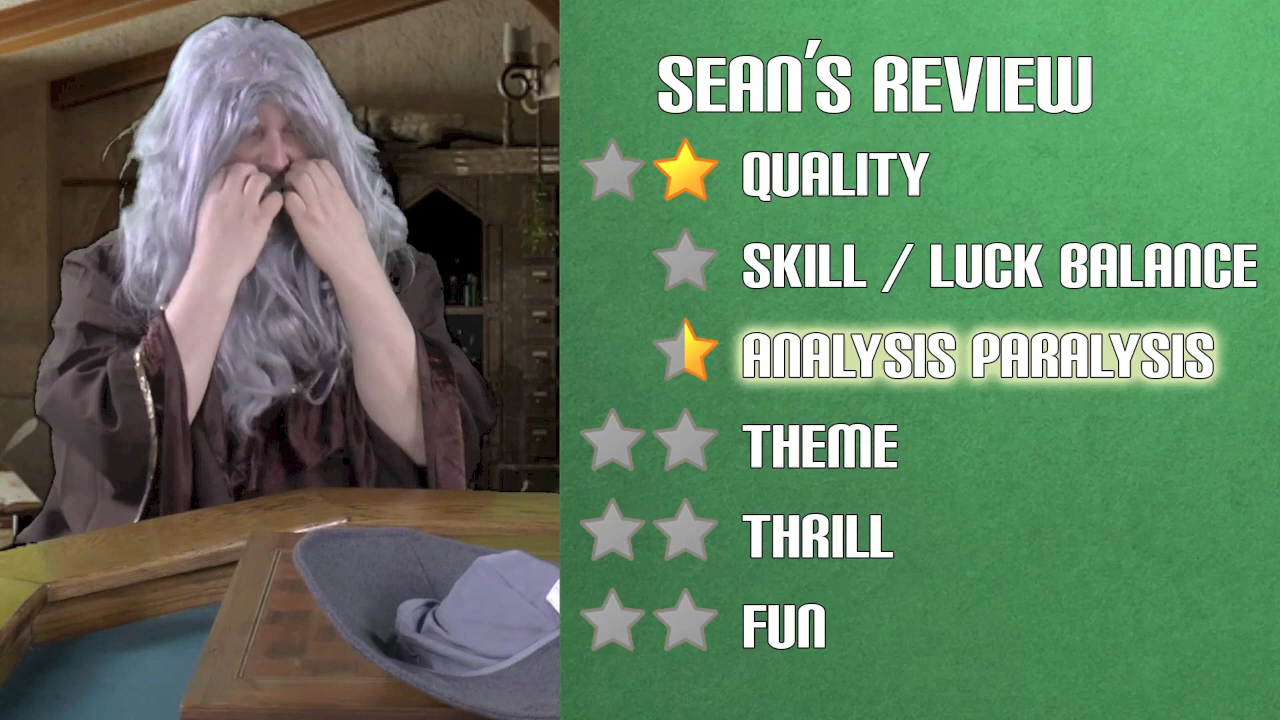 SEAN'S REVIEW
QUALITY
SKILL / LUCK BALANCE
ANALYSIS PARALYSIS
THEME
THRILL
FUN